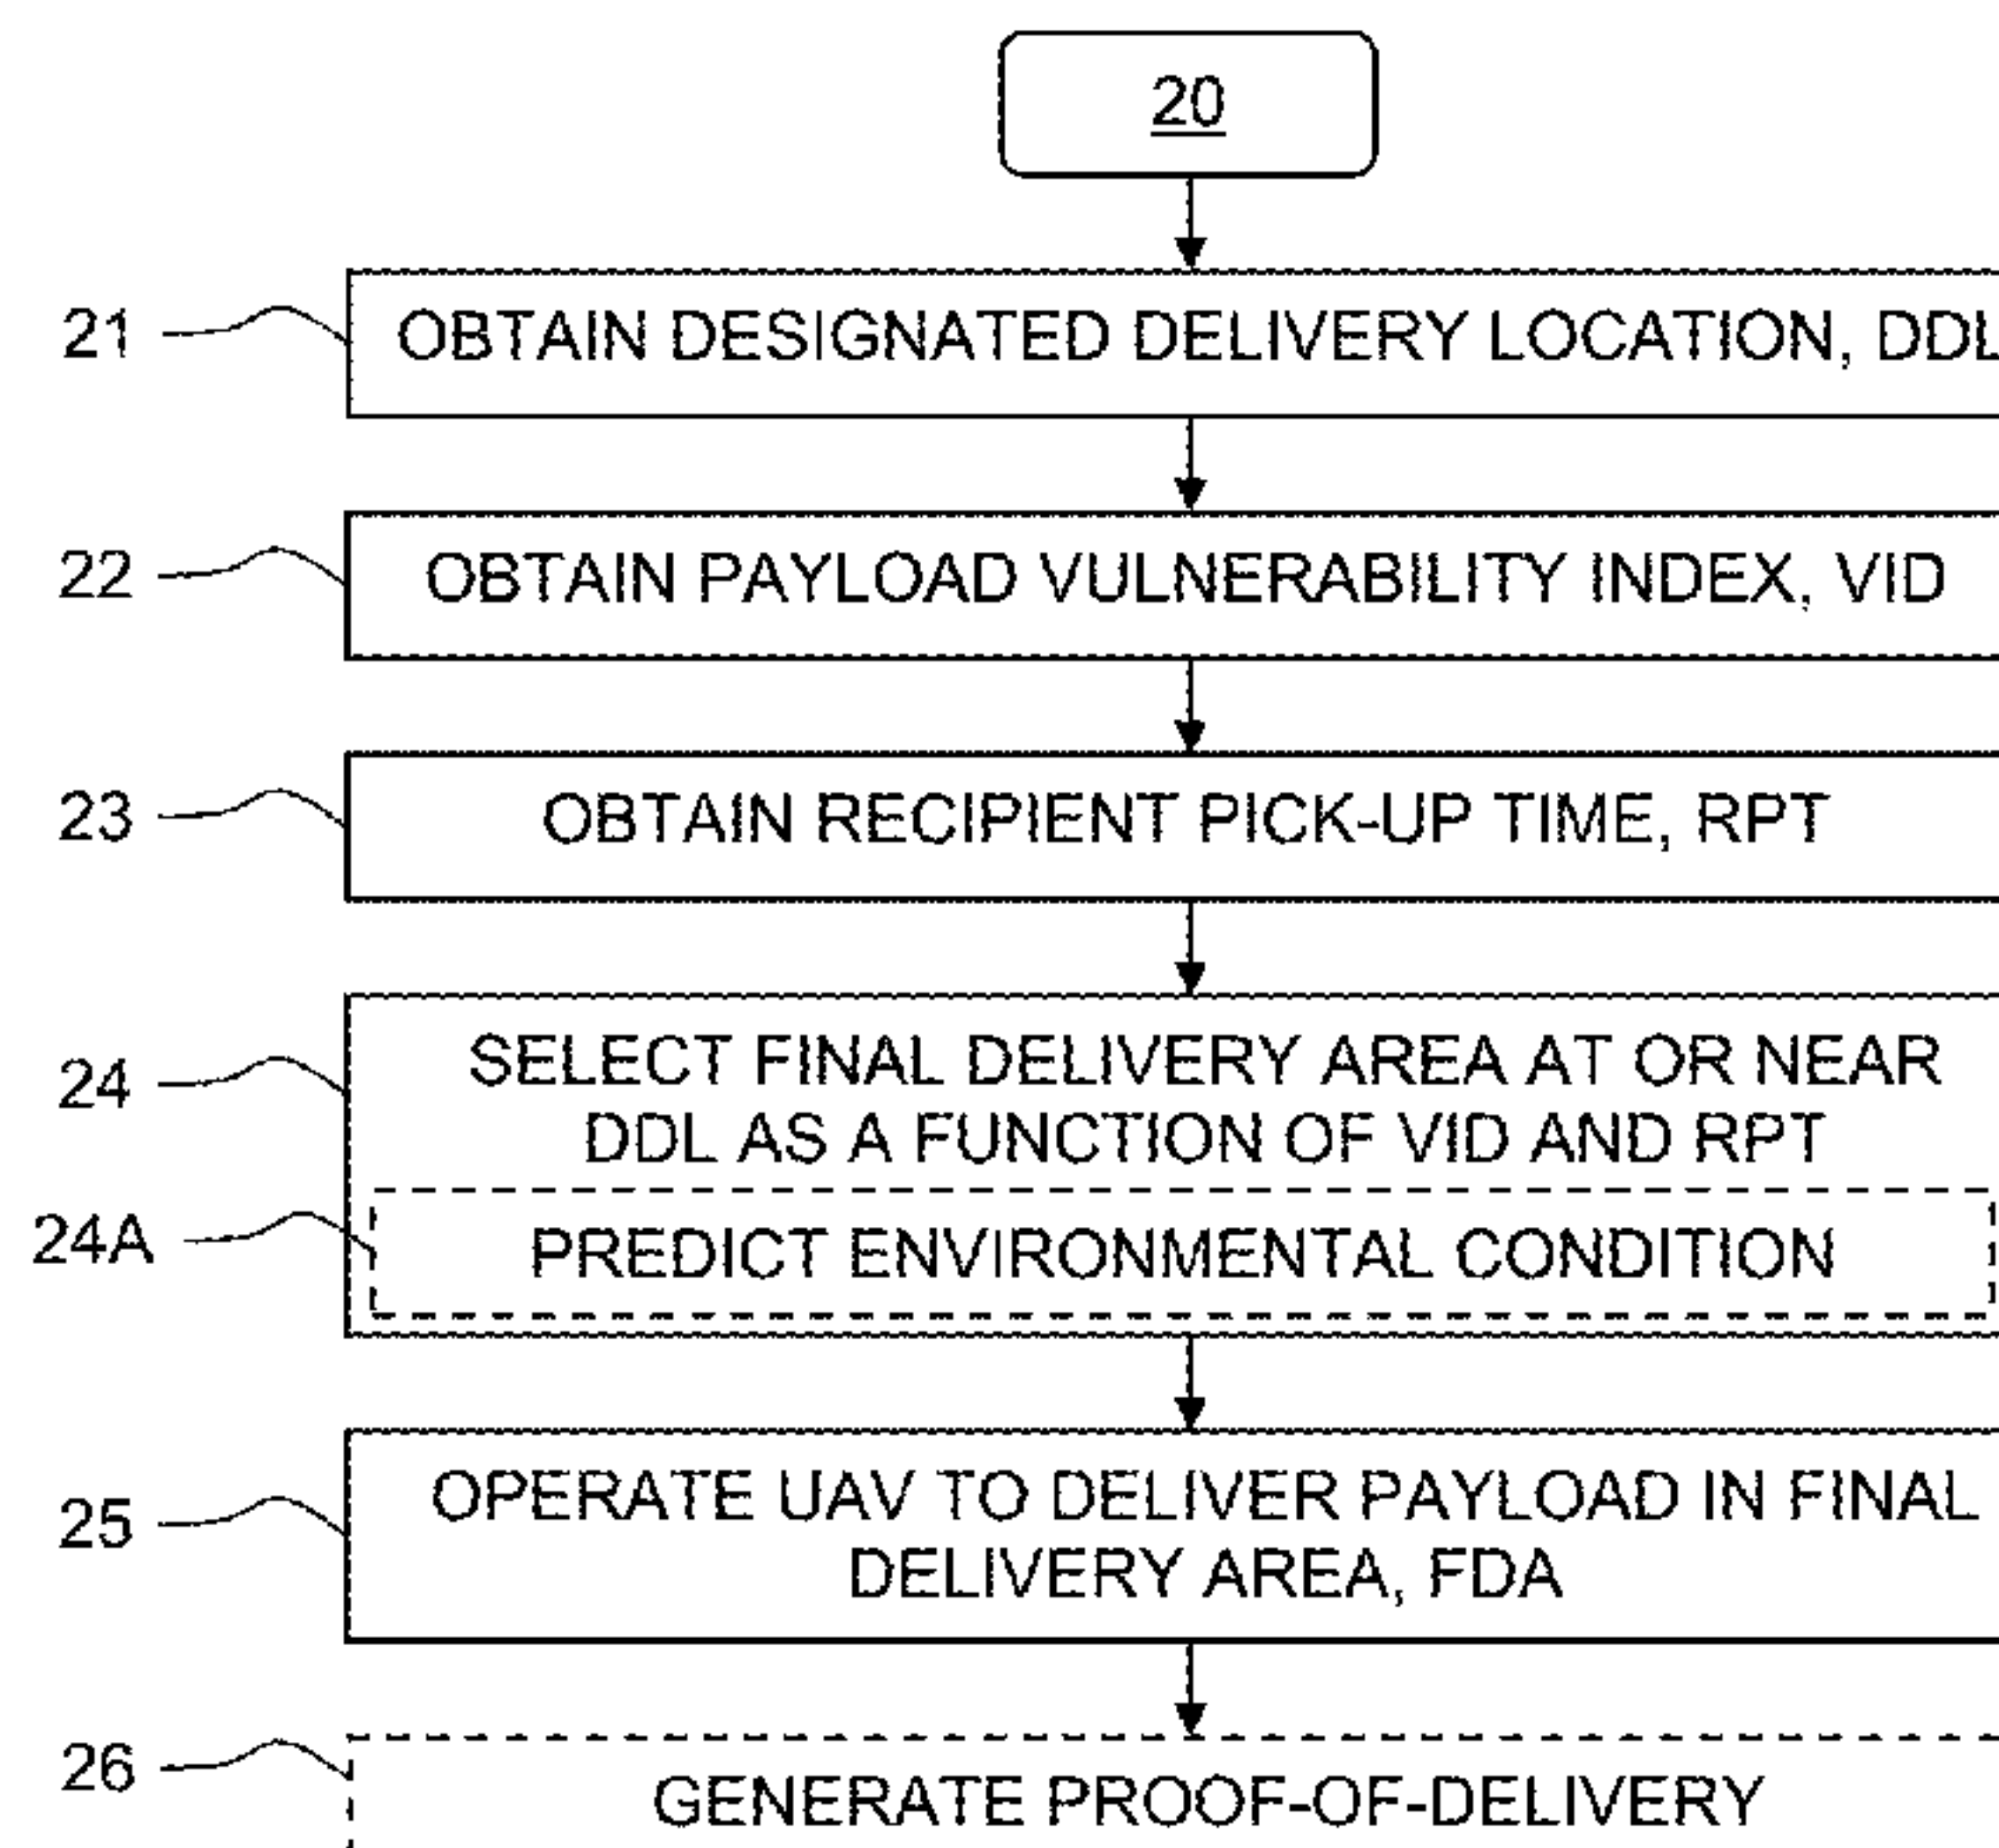 20
21 OBTAIN DESIGNATED DELIVERY LOCATION, DDL
22 OBTAIN PAYLOAD VULNERABILITY INDEX, VID
23 OBTAIN RECIPIENT PICK-UP TIME, RPT
24 SELECT FINAL DELIVERY AREA AT OR NEAR
DDL AS A FUNCTION OF VID AND RPT
24A PREDICT ENVIRONMENTAL CONDITION
25 OPERATE UAV TO DELIVER PAYLOAD IN FINAL
DELIVERY AREA, FDA
26 GENERATE PROOF-OF-DELIVERY